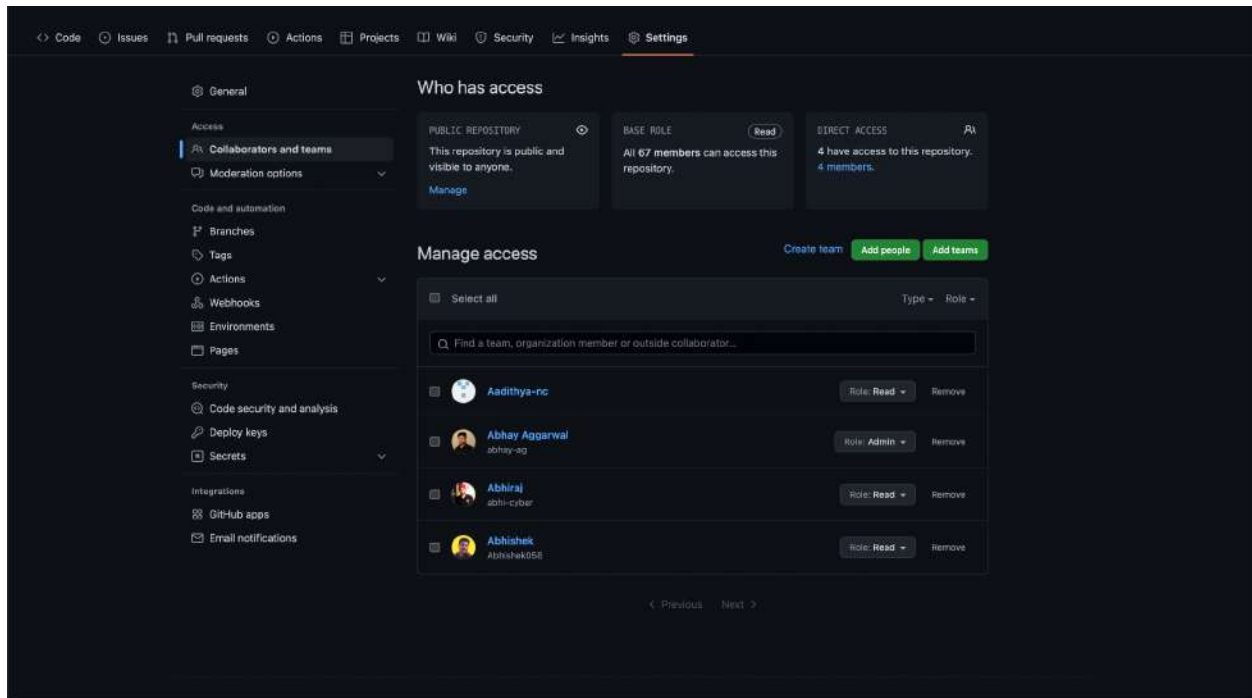 Code Issues Pull requests Actions Projects Wiki Security Insights Settings
General
Access
Collaborators and teams
Moderation options
Code and automation
Branches
Tags
Actions
Webhooks
Environments
Pages
Security
Code security and analysis
Deploy keys
Secrets
Integrations
GitHub apps
Email notifications
Who has access
PUBLIC REPOSITORY
This repository is public and
visible to anyone.
Manage
BASE ROLE Read
All 67 members can access this
repository.
DIRECT ACCESS
4 have access to this repository.
4 members.
Manage access
Create team Add people Add teams
Select all Type Role
Find a team, organization member or outside collaborator...
Aadithya-nc Role: Read Remove
Abhay Aggarwal
abhay-ag
Role: Admin Remove
Abhiraj
abhi-cyber
Role: Read Remove
Abhishek
Abhishek058
Role: Read Remove
< Previous Next >